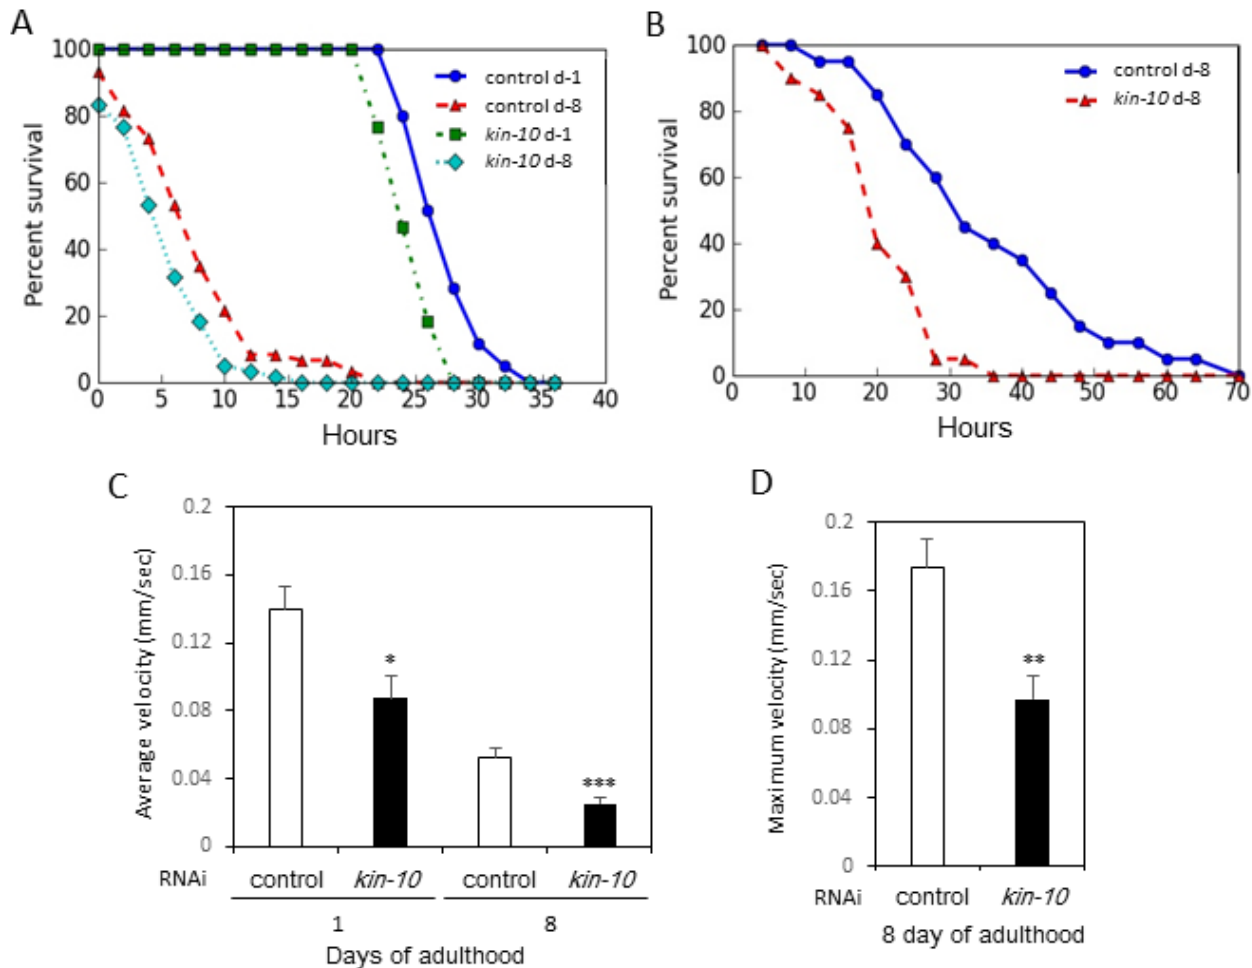 A
100
80
60
40
20
0
Percent survival
control d-1
control d-8
kin-10 d-1
kin-10 d-8
0 5 10 15 20 25 30 35 40
Hours
B
100
80
60
40
20
0
Percent survival
control d-8
kin-10 d-8
0 10 20 30 40 50 60 70
Hours
C
0.2
0.16
0.12
0.08
0.04
0
Average velocity (mm/sec)
*
***
RNAi control kin-10 control kin-10
1 8
Days of adulthood
D
0.2
0.16
0.12
0.08
0.04
0
Maximum velocity (mm/sec)
**
RNAi control kin-10
8 day of adulthood